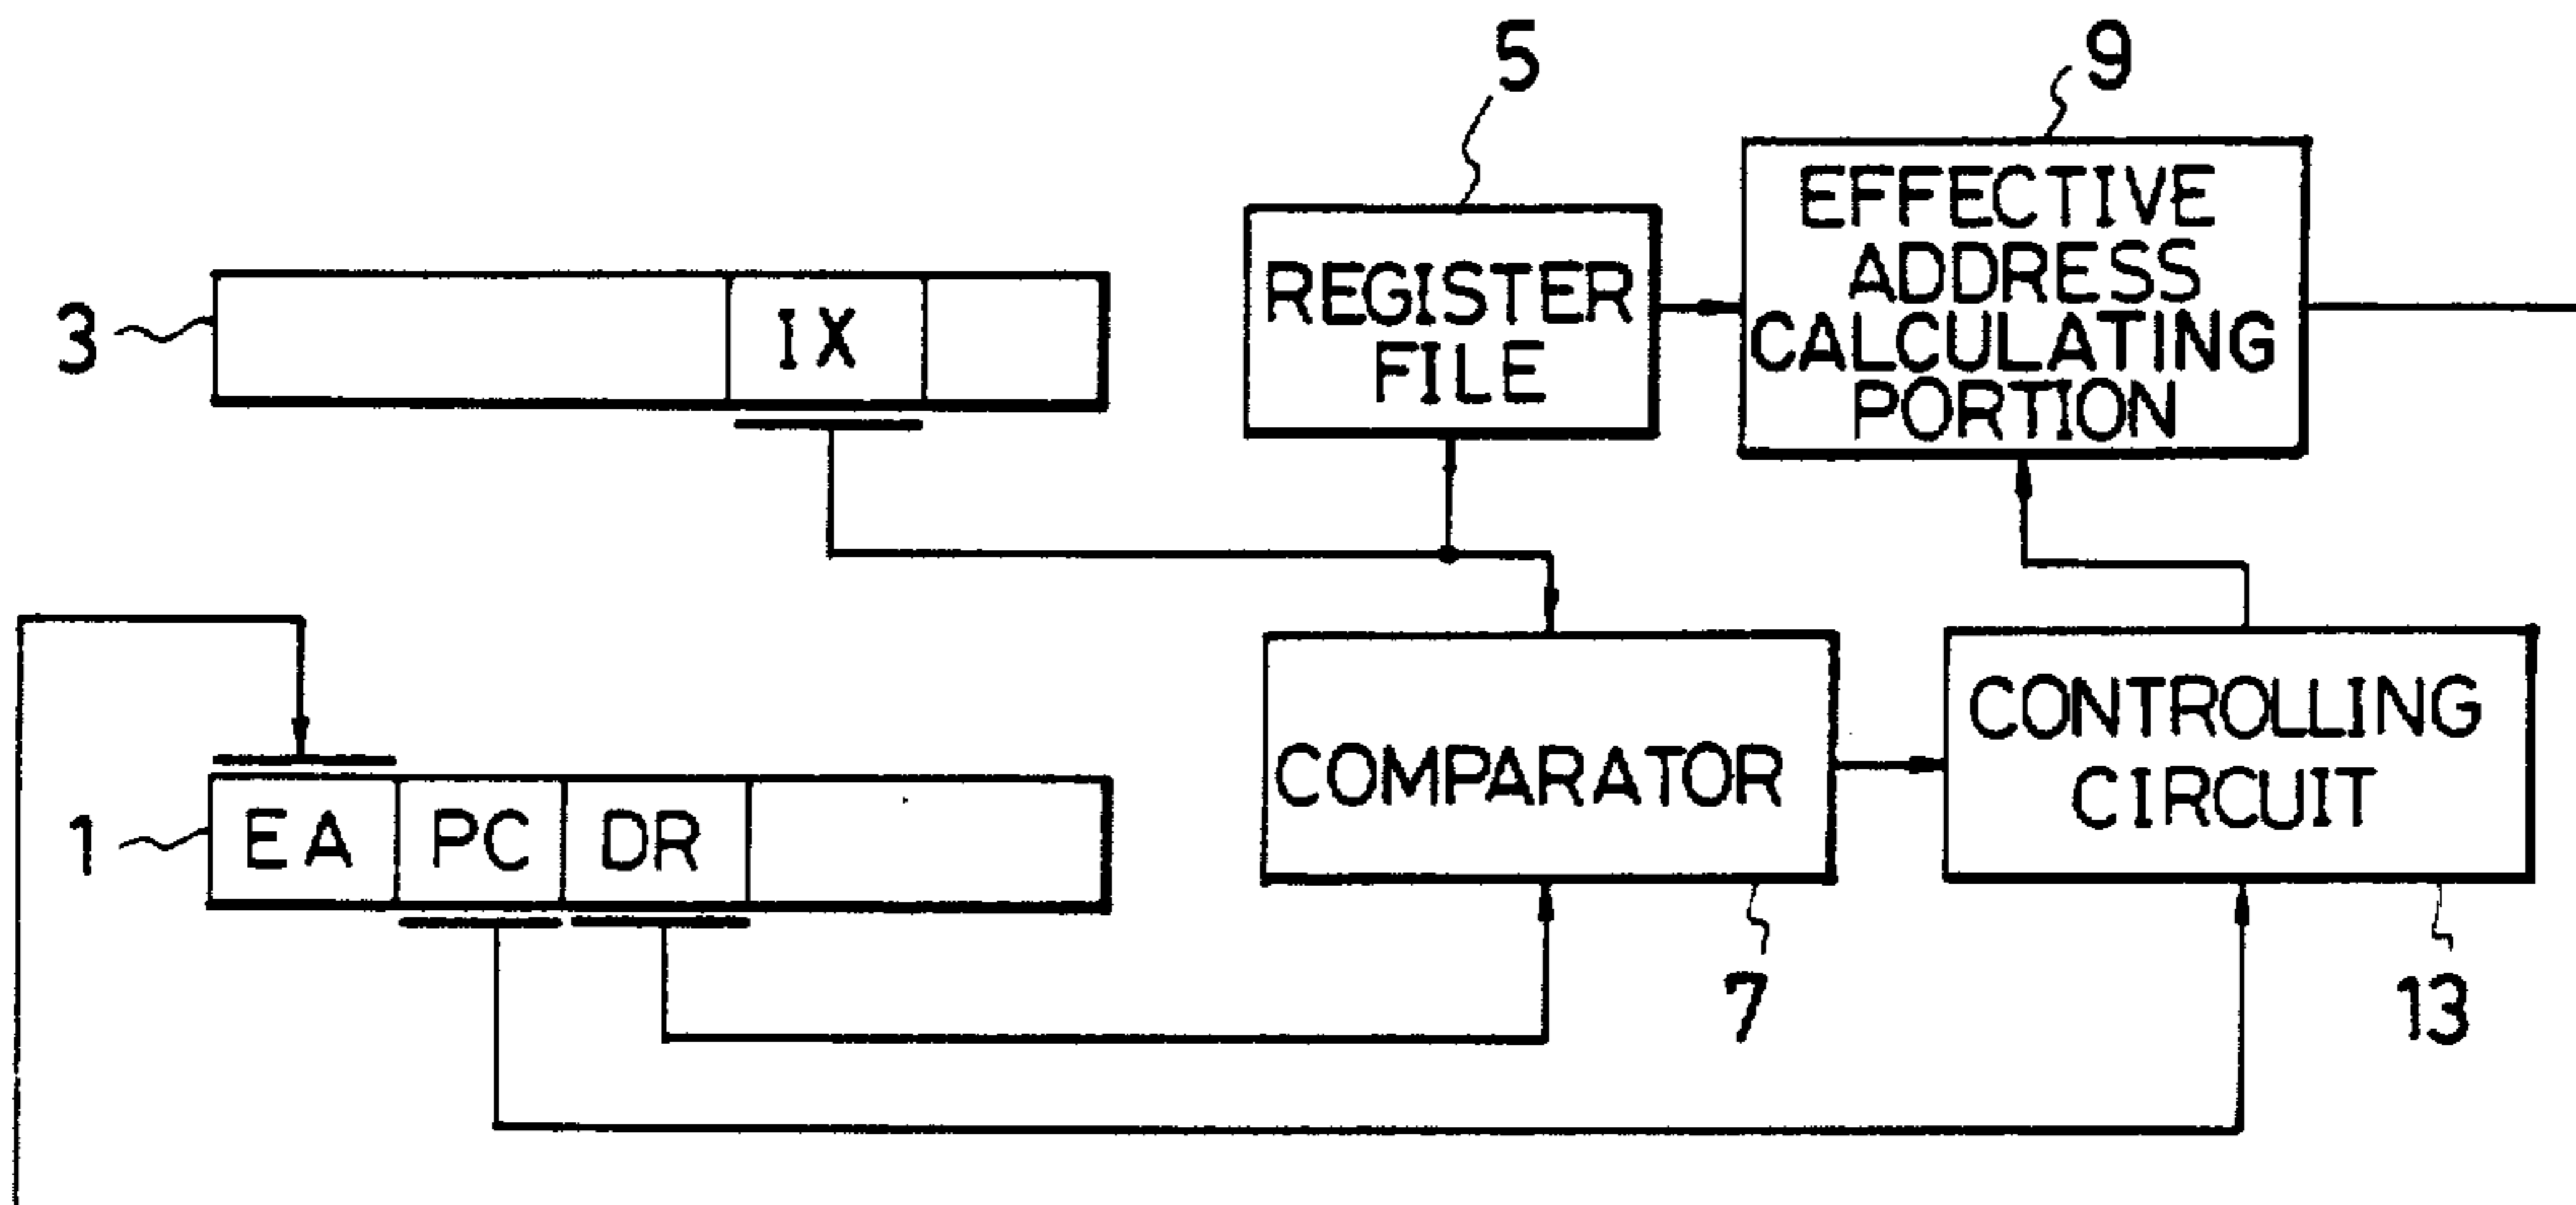 5
9
REGISTER
FILE
EFFECTIVE
ADDRESS
CALCULATING
PORTION
3
IX
1
EA
PC
DR
COMPARATOR
CONTROLLING
CIRCUIT
7
13